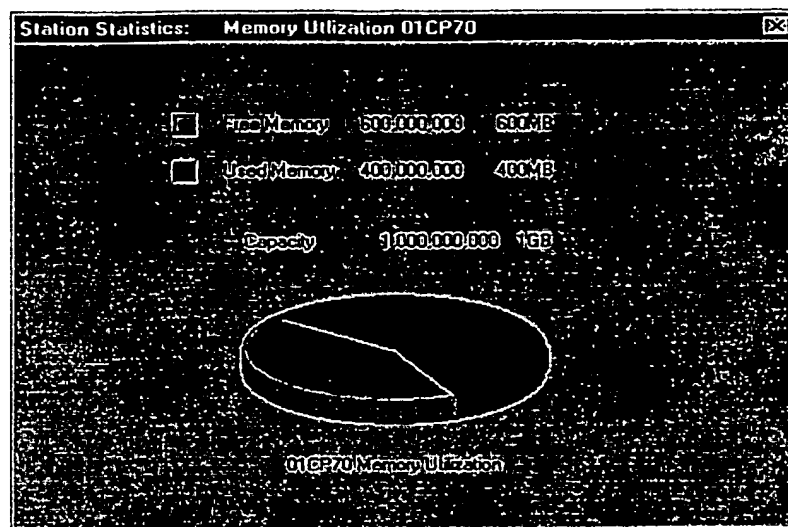 Station Statistics: Memory Utlization 01CP70
Free Memory 600.000.000 600MB
Used Memory 400.000.000 400MB
Capacity 1.000.000.000 1GB
01CP70 Memory Utilization